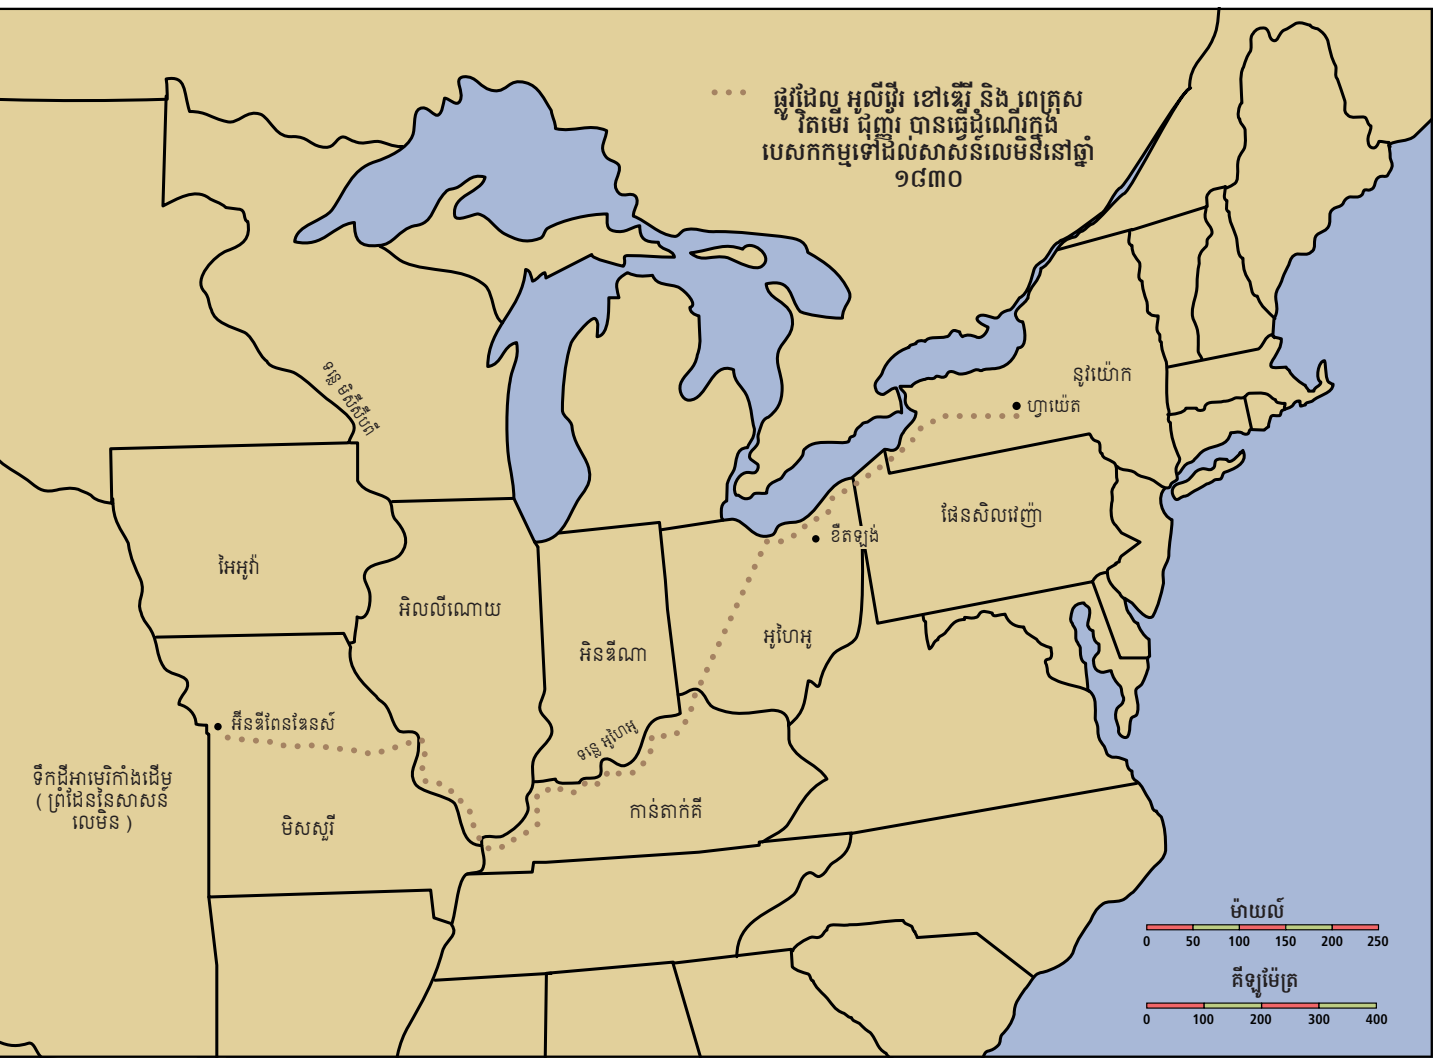 ផ្លូវដែល អូលីវើរ ខៅឌើរី និង ពេត្រុស
វិតមើរ ជុញ្ញ័រ បានធ្វើដំណើរក្នុង
បេសកកម្មទៅដល់សាសន៍លេមិននៅឆ្នាំ
១៨៣០
ទន្លេ មិសស៊ីស៊ីបពី
នូវយ៉ោក
ហ្វាយ៉េត
ផែនសិលវេញ៉ា
ខឺតឡង់
អៃអូវ៉ា
អិលលីណោយ
អិនឌីណា
អូហៃអូ
អ៊ីនឌីពែនដែនស៍
ទន្លេ អូហៃអូ
ទឹកដីអាមេរិកាំងដើម
( ព្រំដែននៃសាសន៍
លេមិន )
មិសសួរី
កាន់តាក់គី
ម៉ាយល៍
0 50 100 150 200 250
គីឡូម៉ែត្រ
0 100 200 300 400